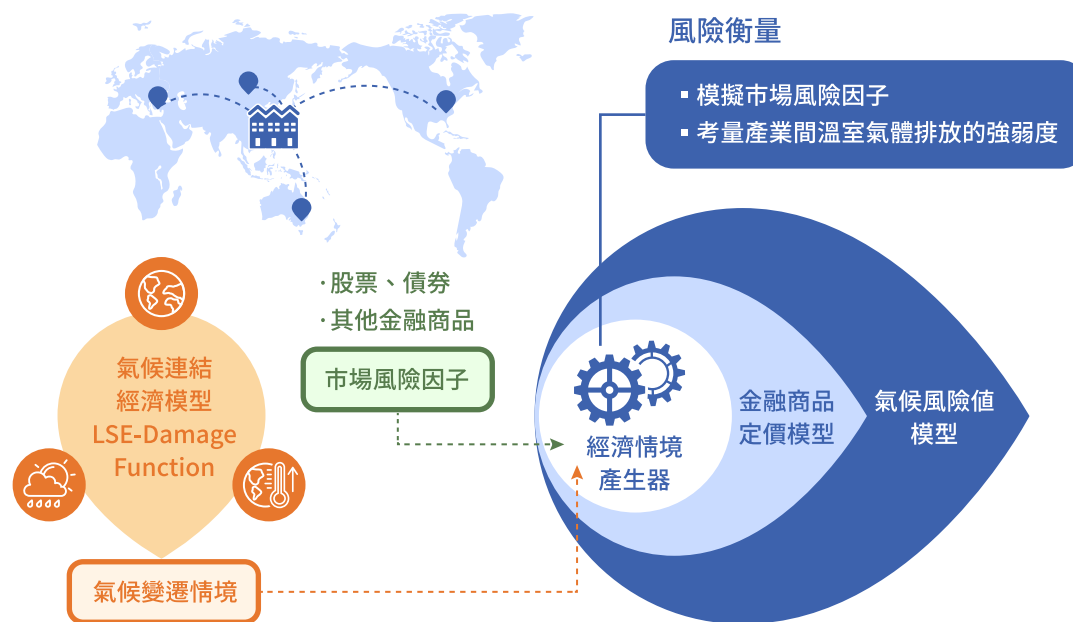 風險衡量
▪ 模擬市場風險因子
▪ 考量產業間溫室氣體排放的強弱度
·股票、債券
·其他金融商品
市場風險因子
氣候連結
經濟模型
LSE-Damage
Function
氣候變遷情境
經濟情境
產生器
金融商品
定價模型
氣候風險值
模型